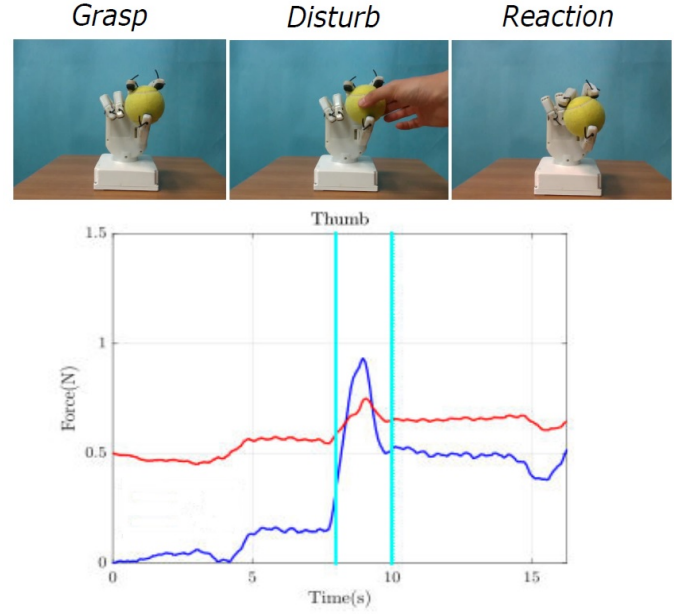 Grasp
Disturb
Reaction
Thumb
1.5
1
0.5
0
Force(N)
0
5
10
15
Time(s)